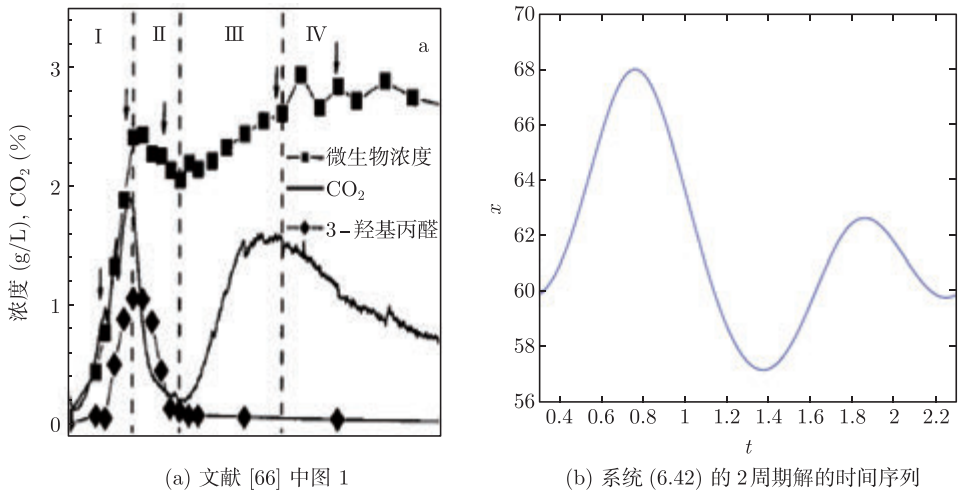 I II III IV a
3
2
1
0
浓度 (g/L), CO₂ (%)
微生物浓度
CO₂
3-羟基丙醛
(a) 文献 [66] 中图 1
70
68
66
64
62
60
58
56
x
0.4 0.6 0.8 1 1.2 1.4 1.6 1.8 2 2.2
t
(b) 系统 (6.42) 的 2 周期解的时间序列